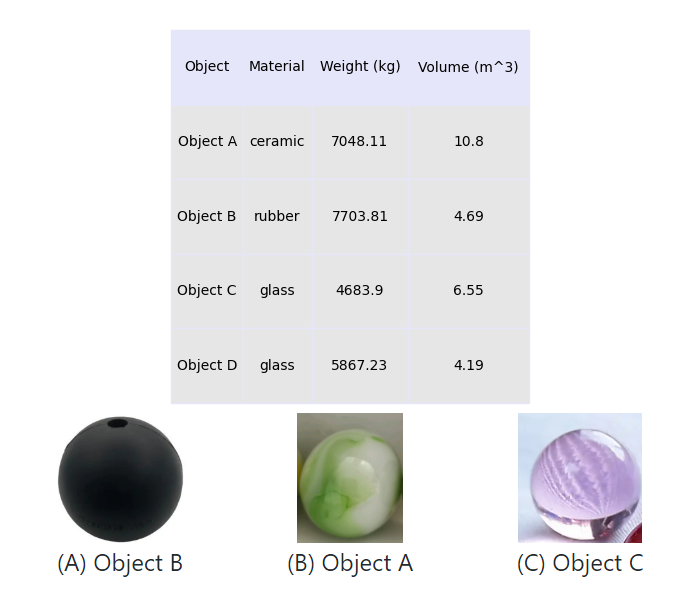 Object Material Weight (kg) Volume (m^3)
Object A ceramic 7048.11 10.8
Object B rubber 7703.81 4.69
Object C glass 4683.9 6.55
Object D glass 5867.23 4.19
(A) Object B (B) Object A (C) Object C